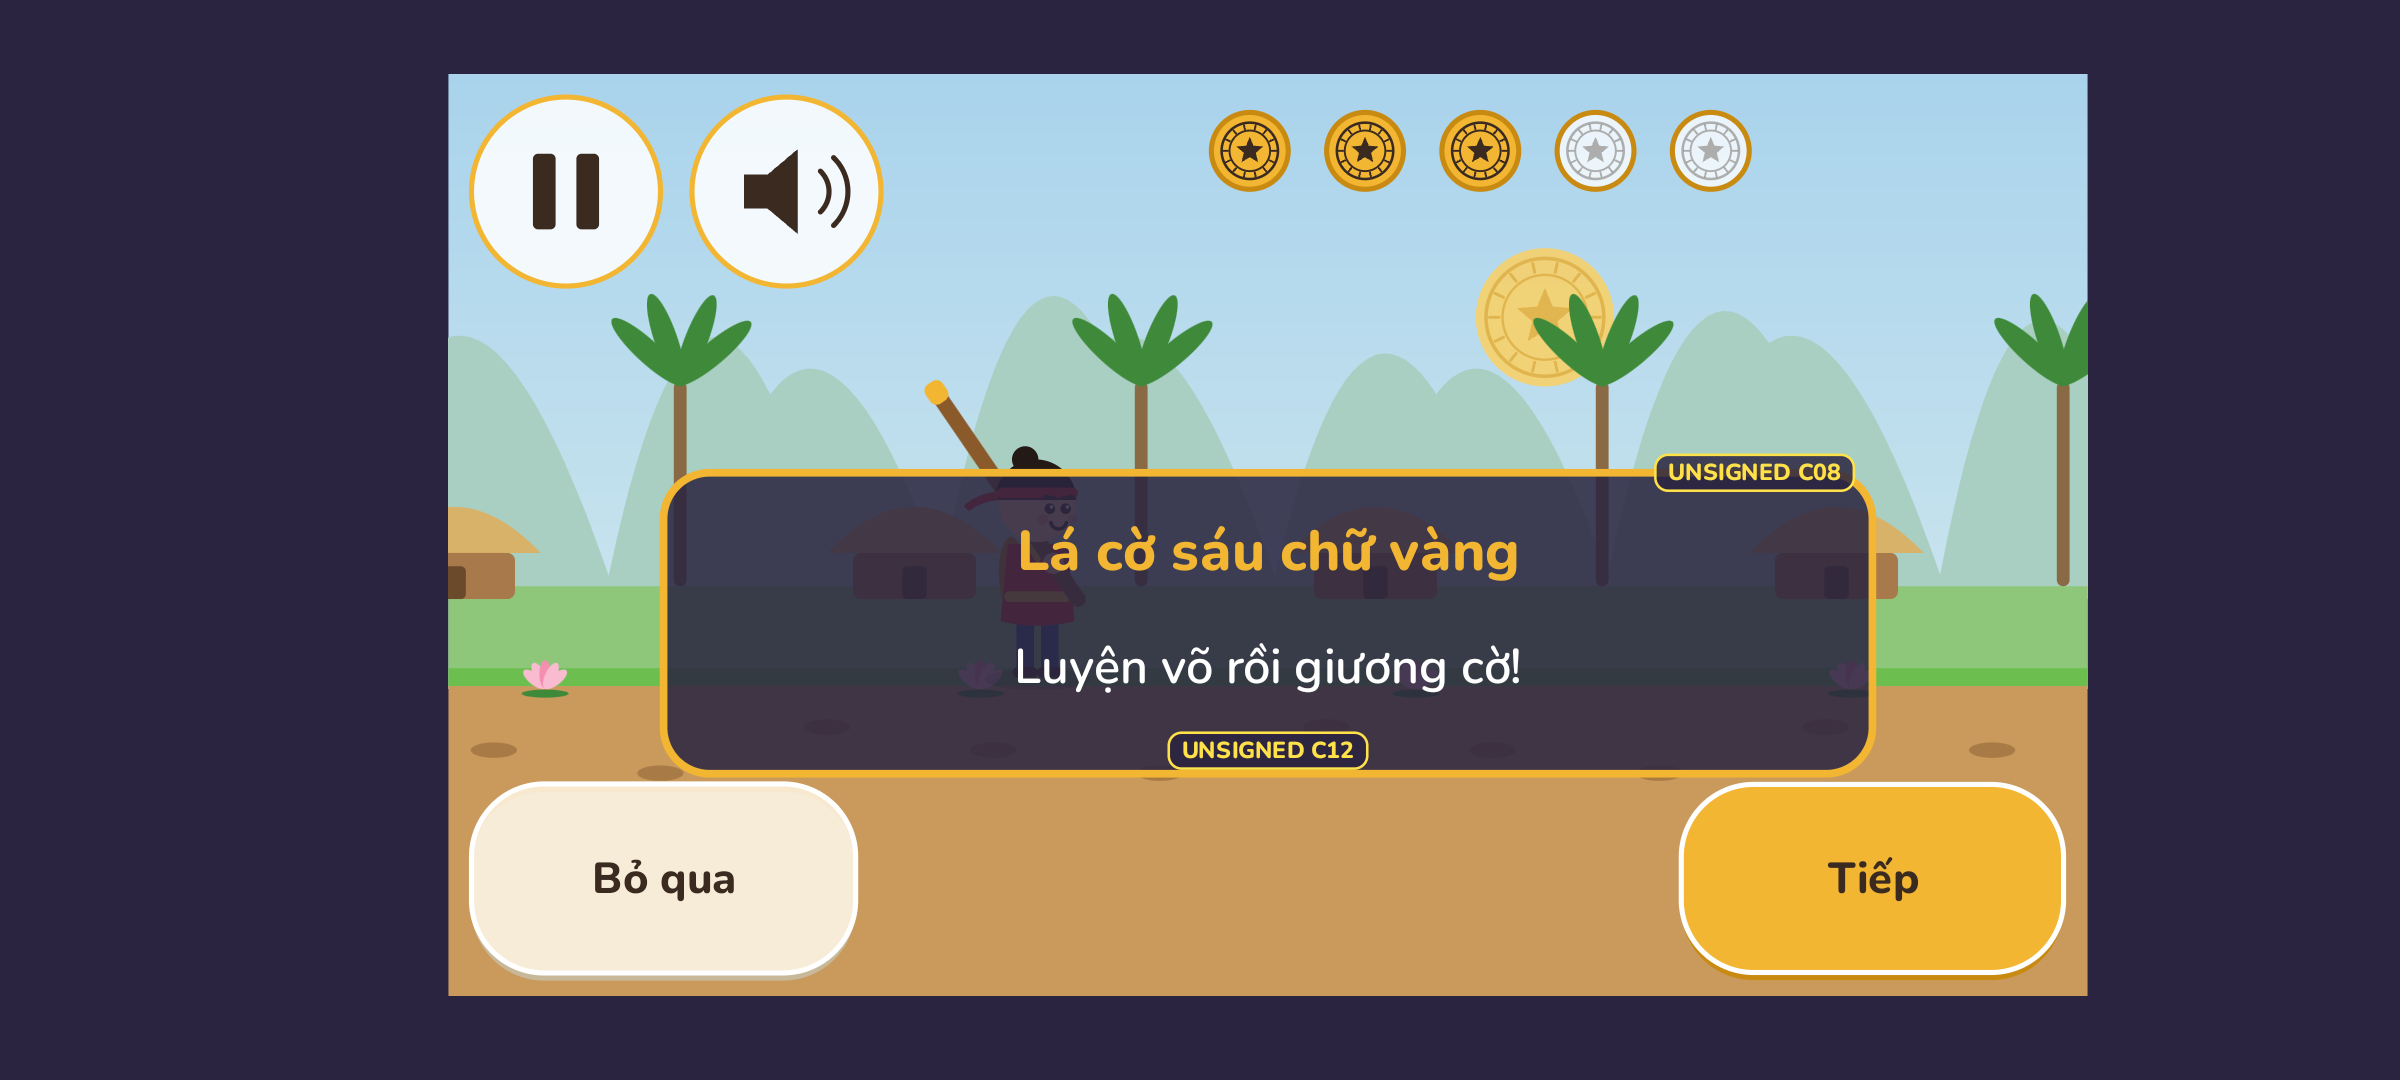 UNSIGNED C08
Lá cờ sáu chữ vàng
Luyện võ rồi giương cờ!
UNSIGNED C12
Bỏ qua
Tiếp